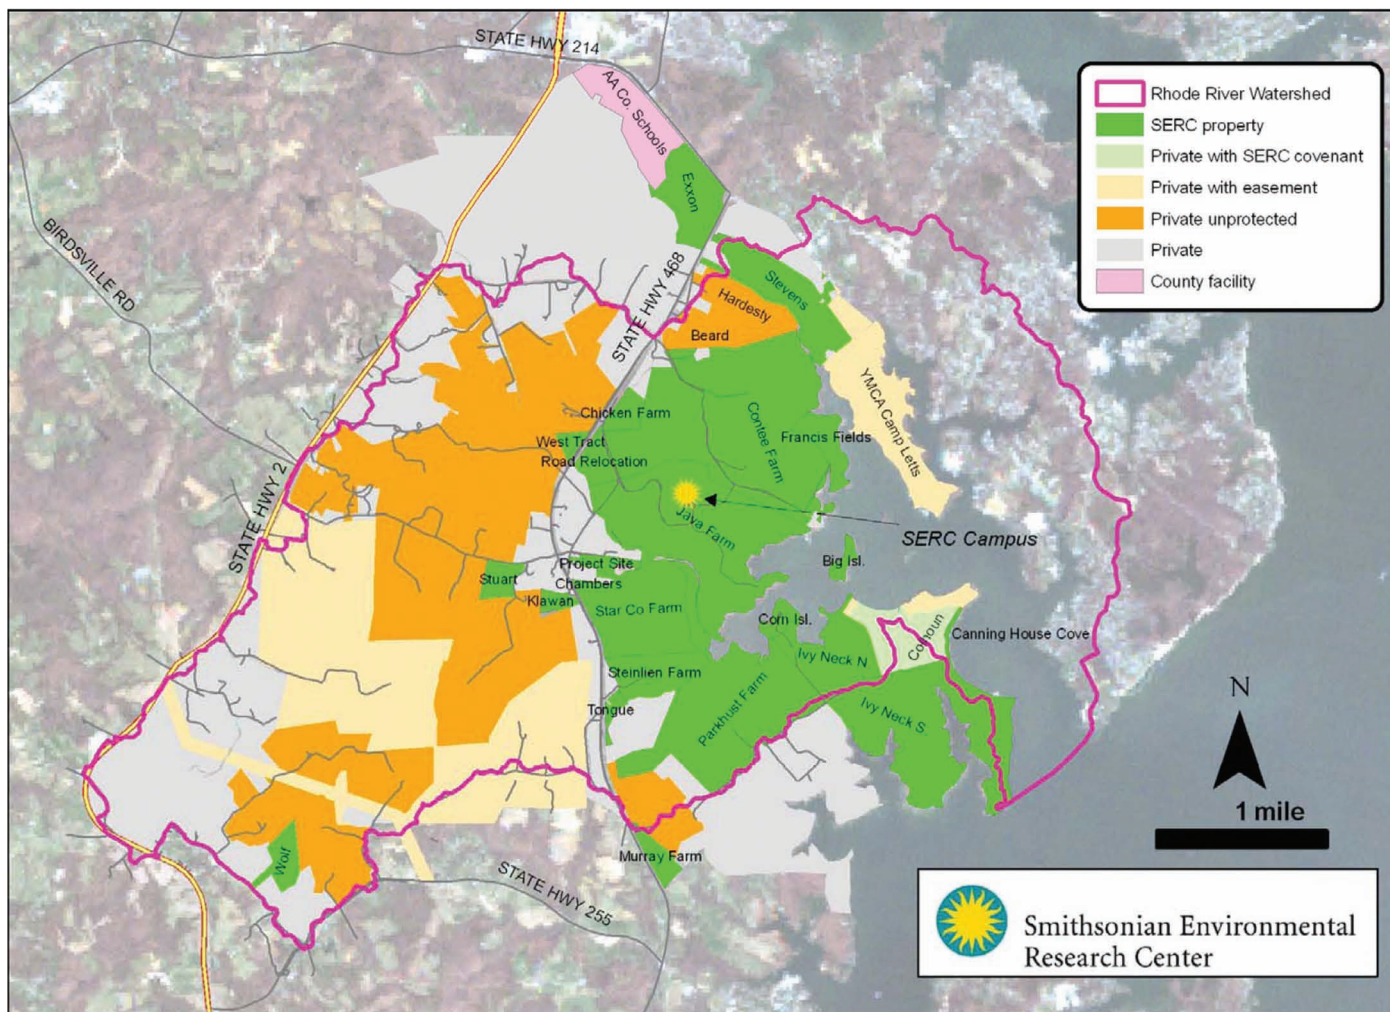 STATE HWY 214
AA Co. Schools
Exxon
BIRDSVILLE RD
STATE HWY 468
STATE HWY 2
Stevens
Hardesty
Beard
YMCA Camp Letts
Chicken Farm
Contee Farm
Francis Fields
West Tract
Road Relocation
Java Farm
SERC Campus
Project Site
Big Isl.
Stuart
Chambers
Klawan
Star Co Farm
Corn Isl.
Colhoun
Canning House Cove
Ivy Neck N
Steinlien Farm
Parkhust Farm
Tongue
Ivy Neck S
Wolf
Murray Farm
STATE HWY 255
Rhode River Watershed
SERC property
Private with SERC covenant
Private with easement
Private unprotected
Private
County facility
N
1 mile
Smithsonian Environmental
Research Center